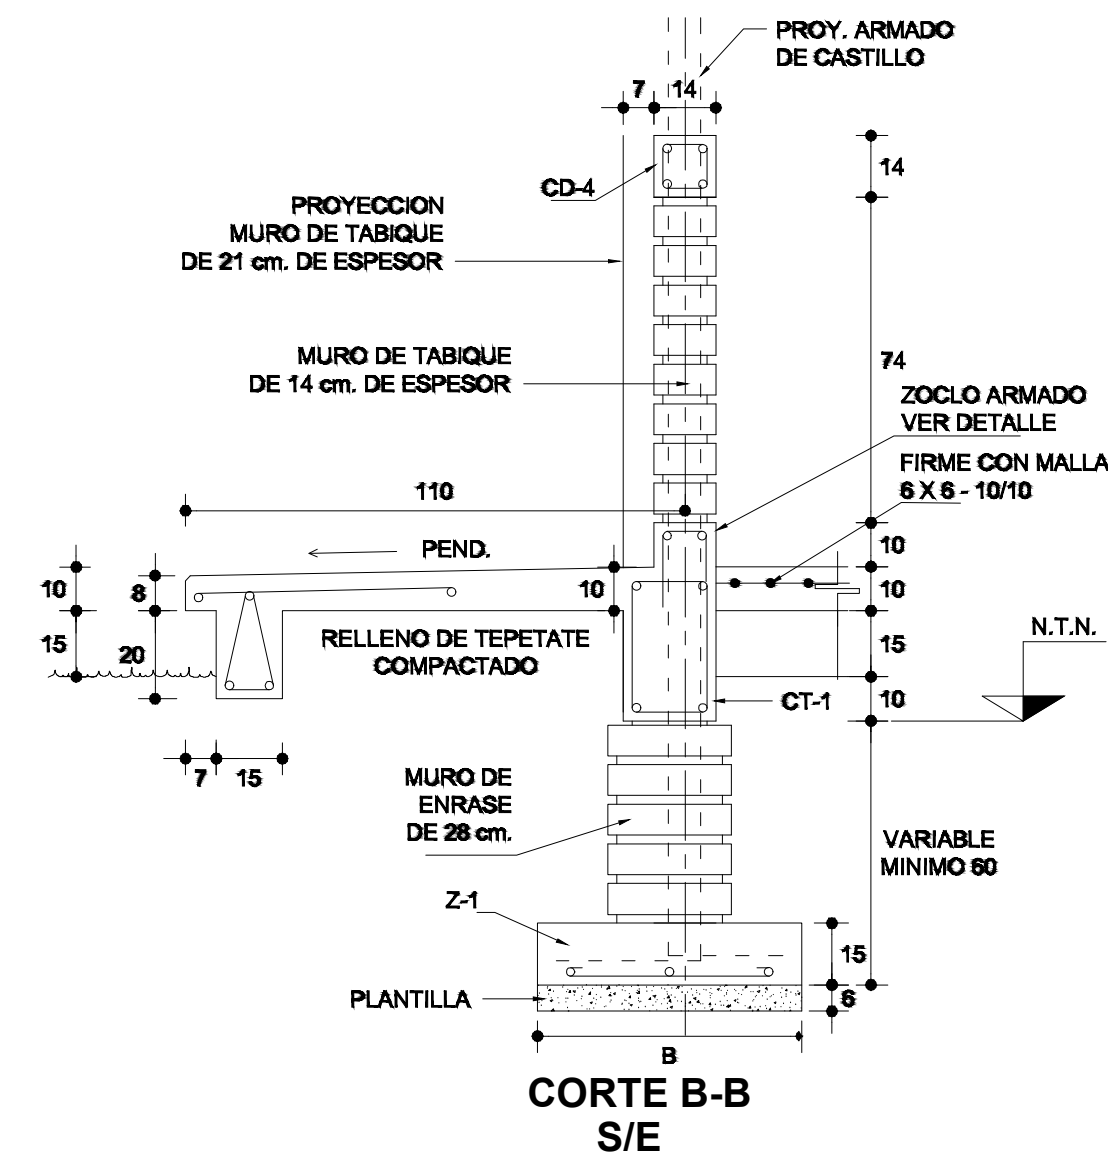 PROY. ARMADO
DE CASTILLO
7
14
14
CD-4
PROYECCION
MURO DE TABIQUE
DE 21 cm. DE ESPESOR
MURO DE TABIQUE
DE 14 cm. DE ESPESOR
74
ZOCLO ARMADO
VER DETALLE
FIRME CON MALLA
6 X 6 - 10/10
110
PEND.
10
10
8
10
10
15
20
RELLENO DE TEPETATE
COMPACTADO
15
N.T.N.
CT-1
10
7
15
MURO DE
ENRASE
DE 28 cm.
VARIABLE
MINIMO 60
Z-1
15
PLANTILLA
6
B
CORTE B-B
S/E